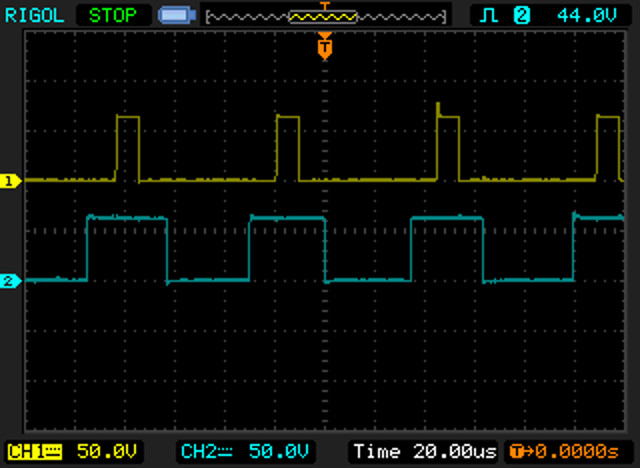 RIGOL STOP T 2 44.0V
T
1
2
CH1 50.0V CH2 50.0V Time 20.00us T→0.0000s